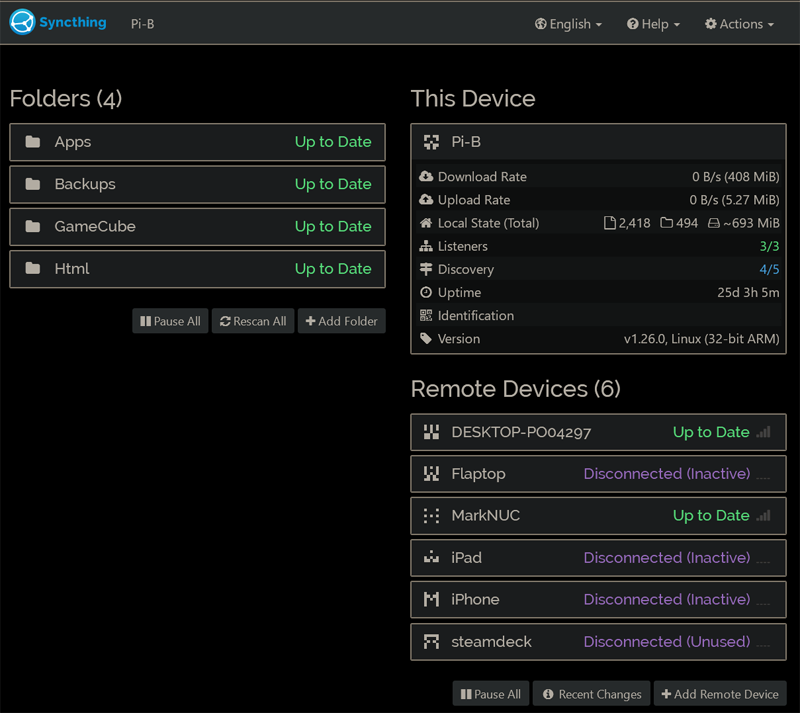 Syncthing Pi-B English Help Actions
Folders (4)
Apps Up to Date
Backups Up to Date
GameCube Up to Date
Html Up to Date
Pause All Rescan All Add Folder
This Device
Pi-B
Download Rate 0 B/s (408 MiB)
Upload Rate 0 B/s (5.27 MiB)
Local State (Total) 2,418 494 ~693 MiB
Listeners 3/3
Discovery 4/5
Uptime 25d 3h 5m
Identification
Version v1.26.0, Linux (32-bit ARM)
Remote Devices (6)
DESKTOP-PO04297 Up to Date
Flaptop Disconnected (Inactive)
MarkNUC Up to Date
iPad Disconnected (Inactive)
iPhone Disconnected (Inactive)
steamdeck Disconnected (Unused)
Pause All Recent Changes Add Remote Device